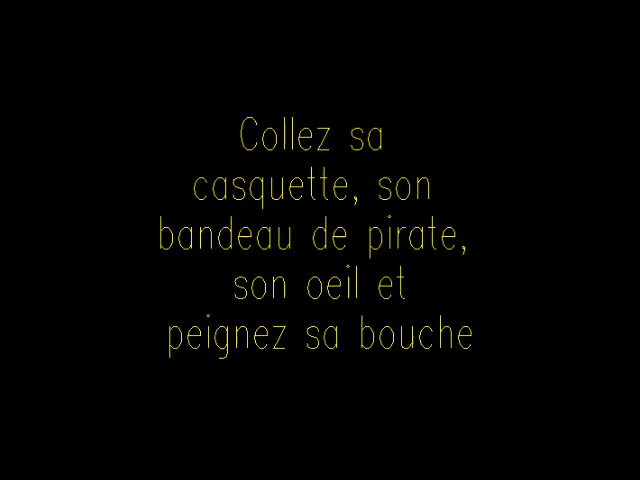 Collez sa
casquette, son
bandeau de pirate,
son oeil et
peignez sa bouche